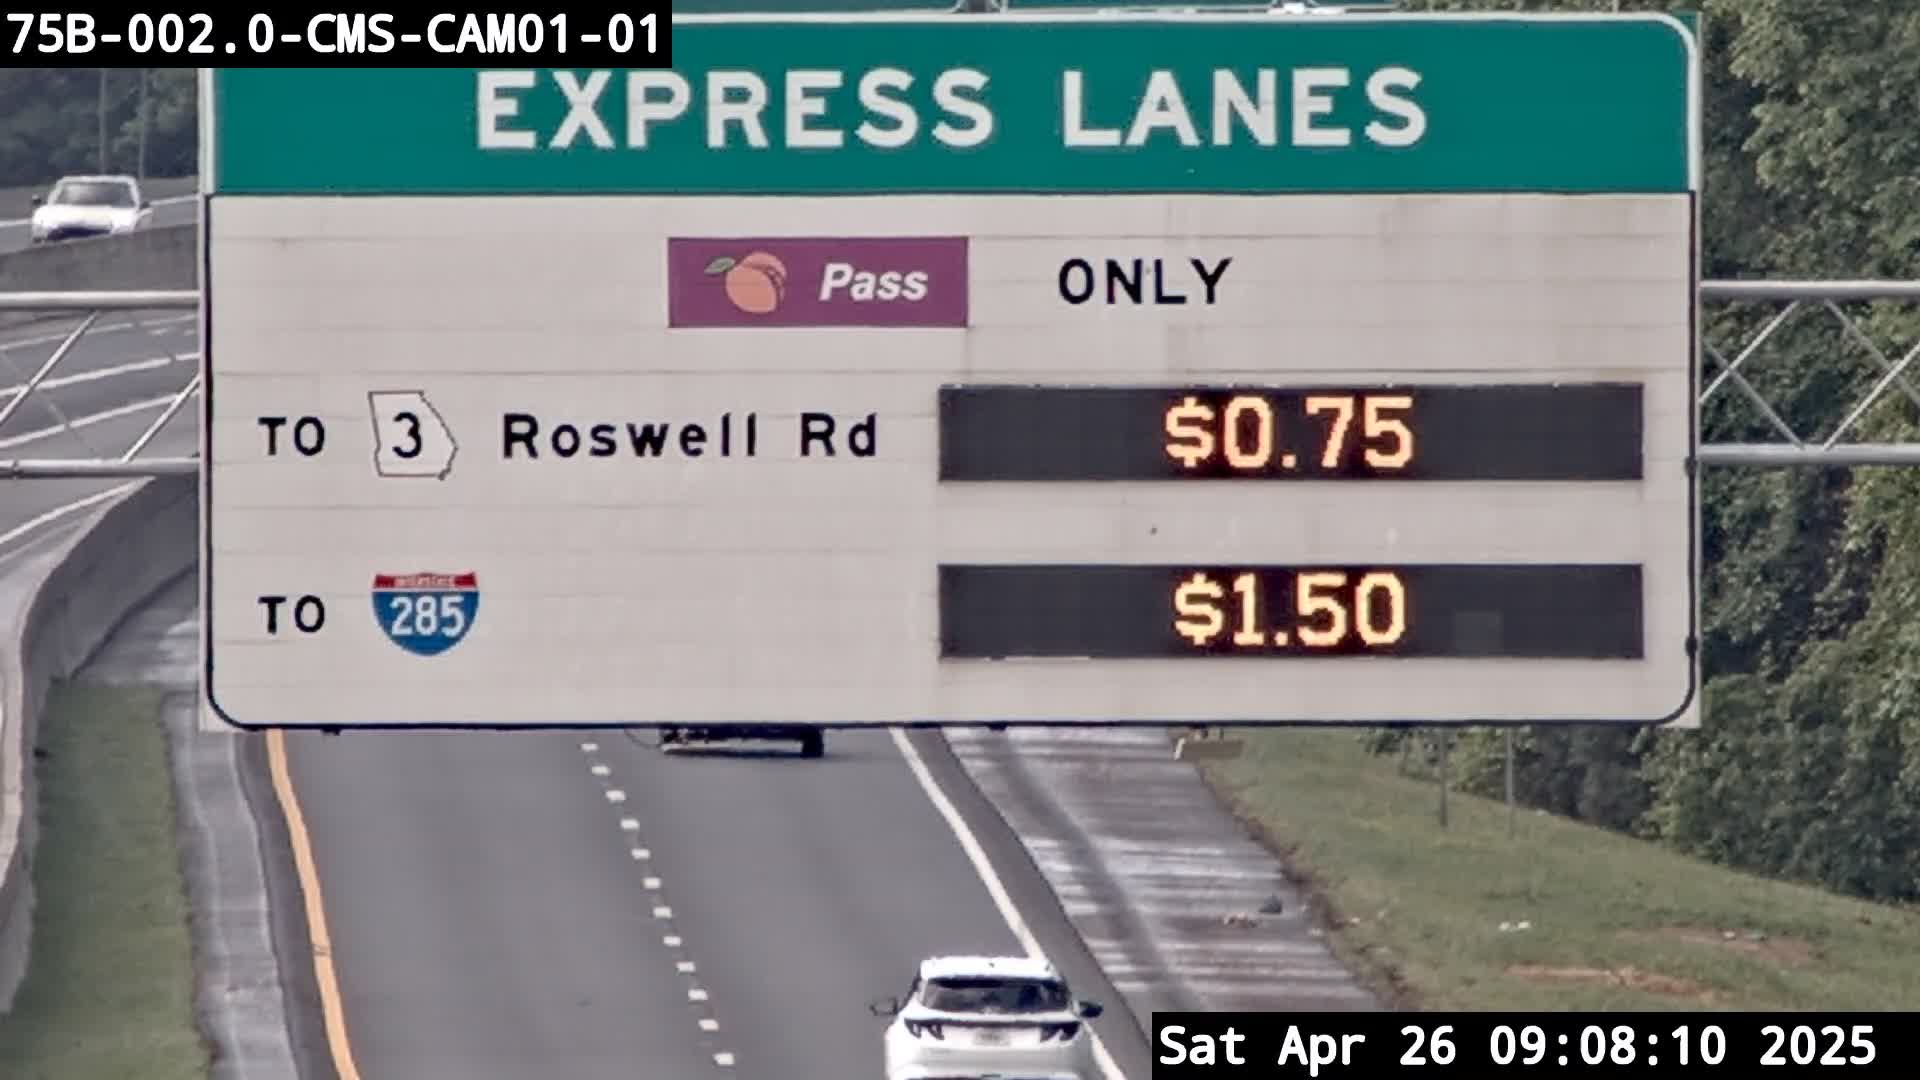 75B-002.0-CMS-CAM01-01
EXPRESS LANES
Pass ONLY
TO 3 Roswell Rd $0.75
TO INTERSTATE 285 $1.50
Sat Apr 26 09:08:10 2025